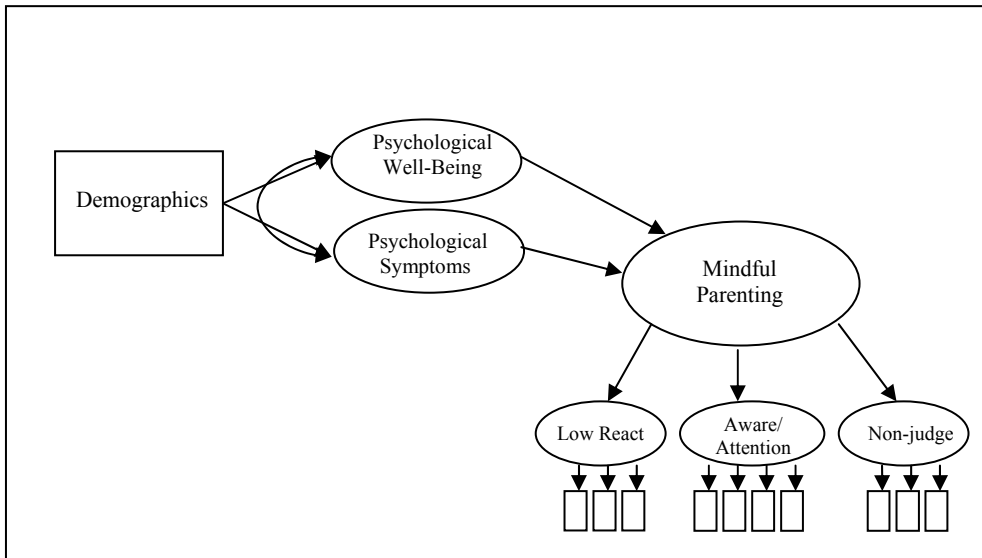 Psychological
Well-Being
Demographics
Psychological
Symptoms
Mindful
Parenting
Low React
Aware/
Attention
Non-judge